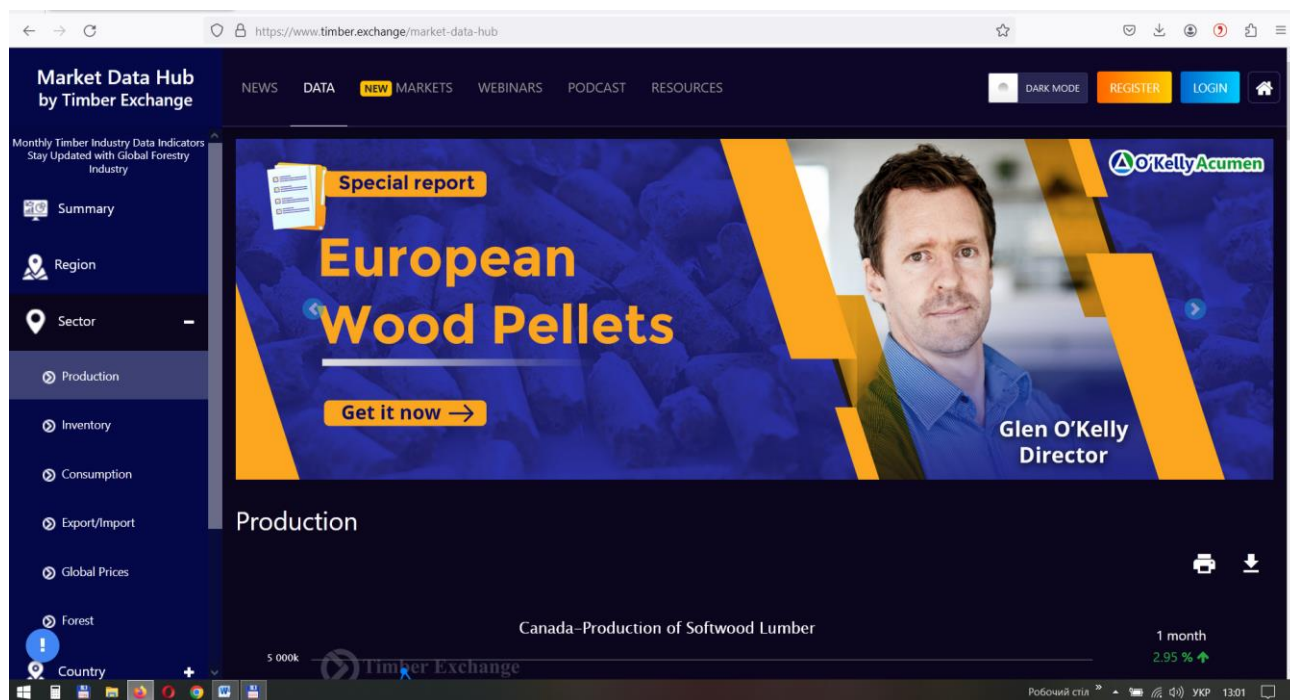 https://www.timber.exchange/market-data-hub
Market Data Hub
by Timber Exchange
NEWS DATA NEW MARKETS WEBINARS PODCAST RESOURCES
DARK MODE REGISTER LOGIN
Monthly Timber Industry Data Indicators
Stay Updated with Global Forestry
Industry
Summary
Region
Sector
Production
Inventory
Consumption
Export/Import
Global Prices
Forest
Country
Special report
European
Wood Pellets
Get it now
O'Kelly Acumen
Glen O'Kelly
Director
Production
Canada-Production of Softwood Lumber
5 000k
Timber Exchange
1 month
2.95 %
Робочий стіл
УКР 13:01